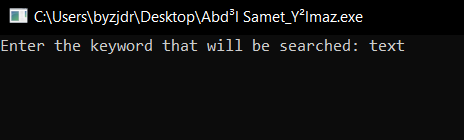 C:\Users\byzjdr\Desktop\Abd³l Samet_Y²lmaz.exe
Enter the keyword that will be searched: text